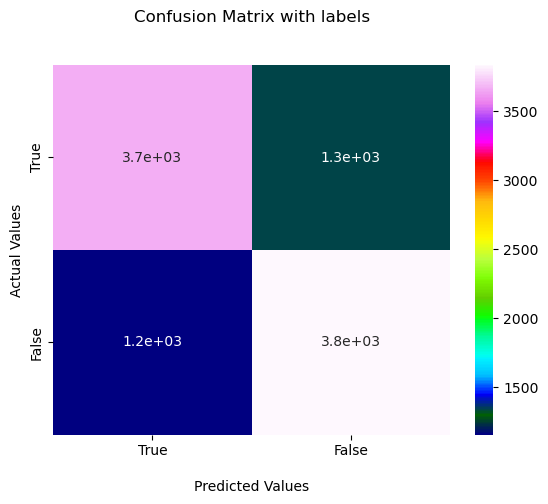 Confusion Matrix with labels
3500
3000
2500
2000
1500
Actual Values
True
False
3.7e+03
1.3e+03
1.2e+03
3.8e+03
True
False
Predicted Values